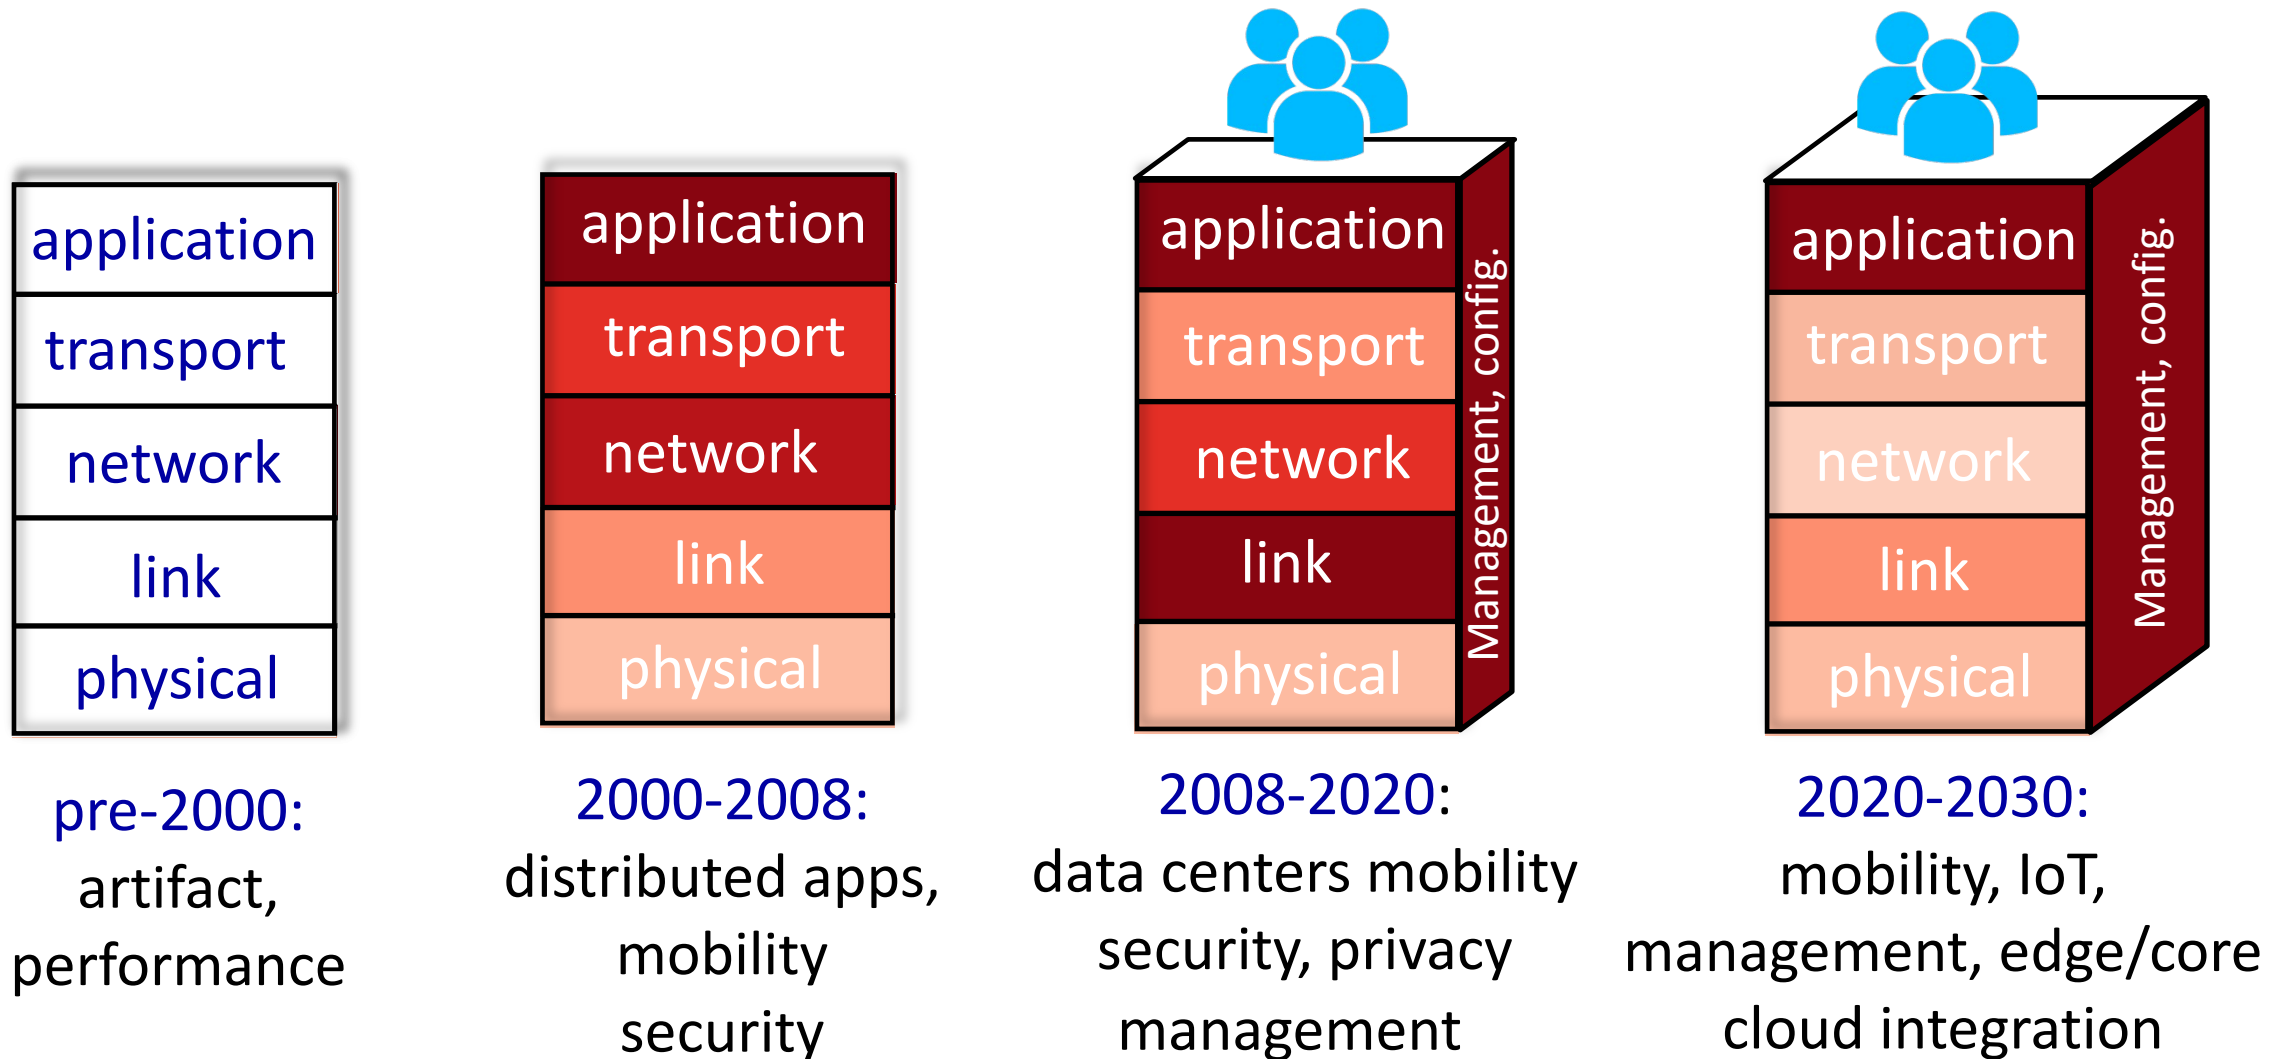 application
transport
network
link
physical
pre-2000:
artifact,
performance
application
transport
network
link
physical
2000-2008:
distributed apps,
mobility
security
application
transport
network
link
physical
Management, config.
2008-2020:
data centers mobility
security, privacy
management
application
transport
network
link
physical
Management, config.
2020-2030:
mobility, IoT,
management, edge/core
cloud integration